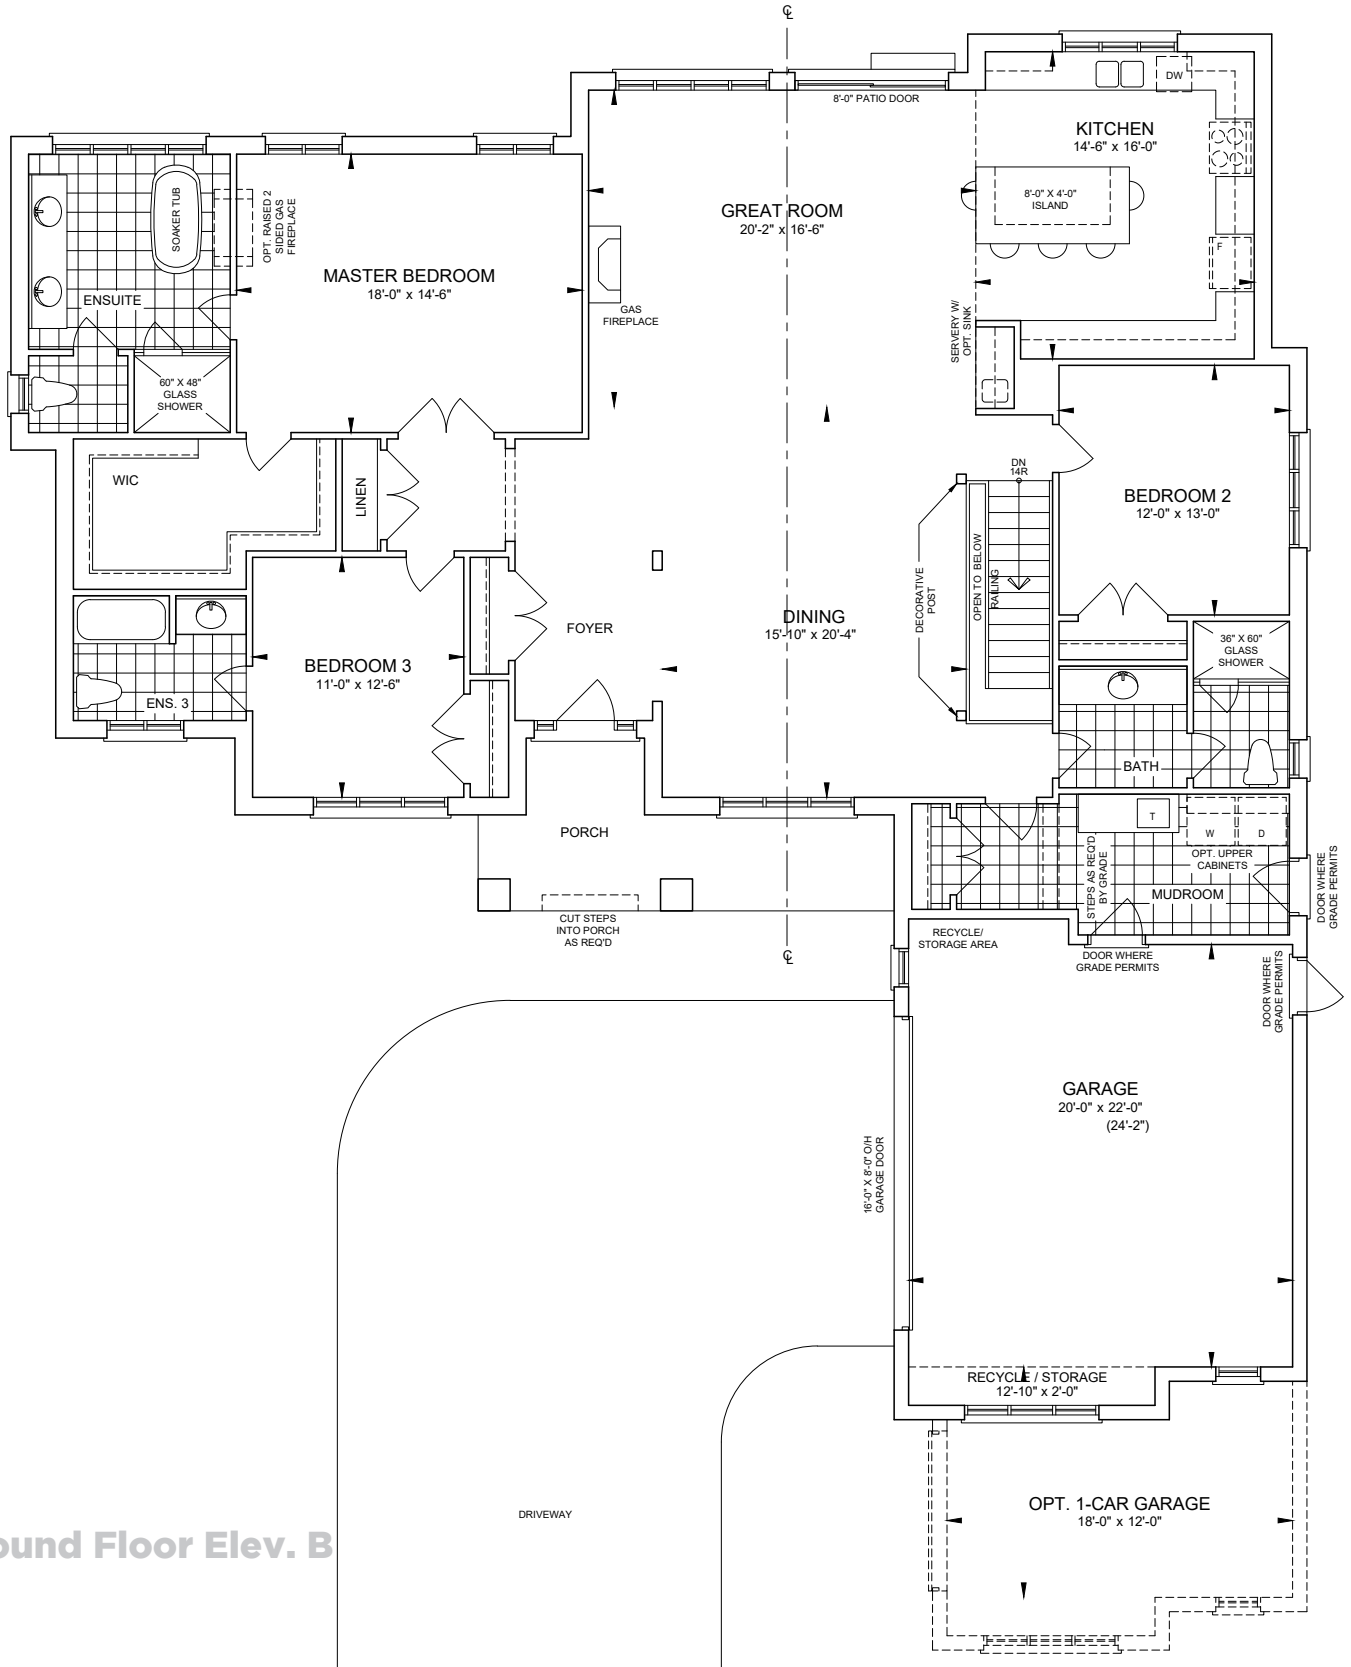 ℄
8'-0" PATIO DOOR
DW
KITCHEN
14'-6" x 16'-0"
8'-0" X 4'-0"
ISLAND
F
GREAT ROOM
20'-2" x 16'-6"
GAS
FIREPLACE
SERVERY W/
OPT. SINK
SOAKER TUB
OPT. RAISED 2
SIDED GAS
FIREPLACE
MASTER BEDROOM
18'-0" x 14'-6"
ENSUITE
60" X 48"
GLASS
SHOWER
WIC
LINEN
DN
14R
BEDROOM 2
12'-0" x 13'-0"
DECORATIVE
POST
OPEN TO BELOW
RAILING
FOYER
DINING
15'-10" x 20'-4"
36" X 60"
GLASS
SHOWER
BEDROOM 3
11'-0" x 12'-6"
ENS. 3
BATH
PORCH
T
W
D
OPT. UPPER
CABINETS
STEPS AS REQ'D
BY GRADE
MUDROOM
DOOR WHERE
GRADE PERMITS
CUT STEPS
INTO PORCH
AS REQ'D
RECYCLE/
STORAGE AREA
DOOR WHERE
GRADE PERMITS
DOOR WHERE
GRADE PERMITS
℄
GARAGE
20'-0" x 22'-0"
(24'-2")
16'-0" X 8'-0" O/H
GARAGE DOOR
RECYCLE / STORAGE
12'-10" x 2'-0"
OPT. 1-CAR GARAGE
18'-0" x 12'-0"
DRIVEWAY
ound Floor Elev. B